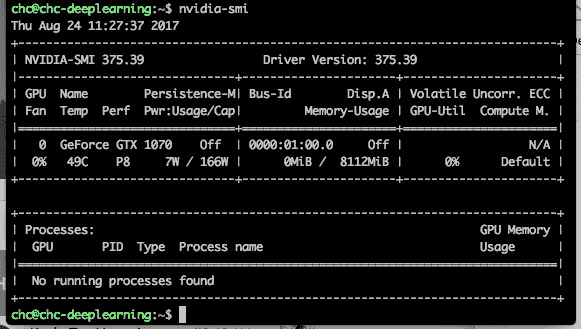 chc@chc-deeplearning:~$ nvidia-smi
Thu Aug 24 11:27:37 2017
+-----------------------------------------------------------------------------+
| NVIDIA-SMI 375.39                 Driver Version: 375.39                    |
|-------------------------------+----------------------+----------------------+
| GPU  Name        Persistence-M| Bus-Id        Disp.A | Volatile Uncorr. ECC |
| Fan  Temp  Perf  Pwr:Usage/Cap|         Memory-Usage | GPU-Util  Compute M. |
|===============================+======================+======================|
|   0  GeForce GTX 1070    Off  | 0000:01:00.0     Off |                  N/A |
|  0%   49C    P8     7W / 166W |      0MiB /  8112MiB |      0%      Default |
+-------------------------------+----------------------+----------------------+

+-----------------------------------------------------------------------------+
| Processes:                                                       GPU Memory |
|  GPU       PID  Type  Process name                               Usage      |
|=============================================================================|
|  No running processes found                                                 |
+-----------------------------------------------------------------------------+
chc@chc-deeplearning:~$